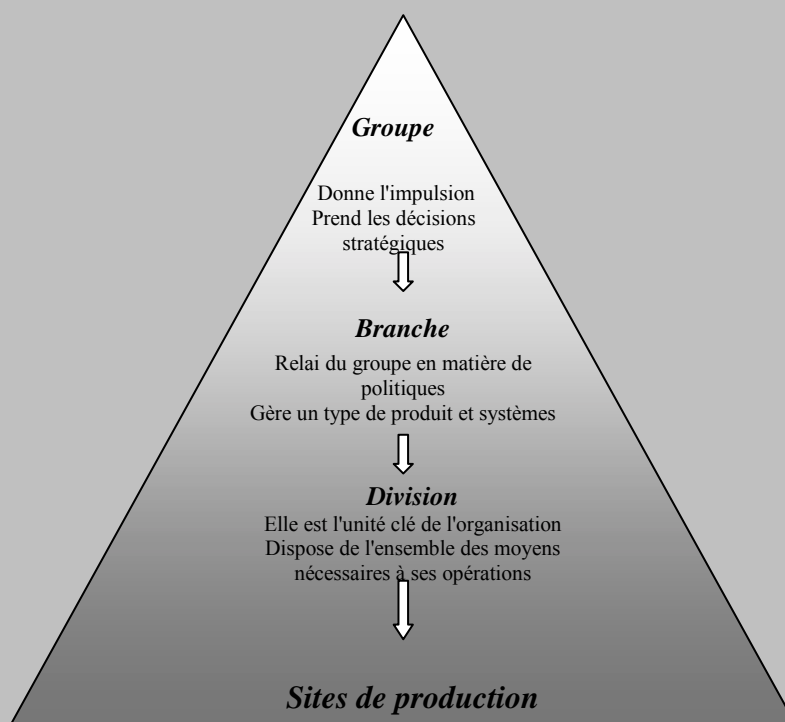 Groupe
Donne l'impulsion
Prend les décisions
stratégiques
Branche
Relai du groupe en matière de
politiques
Gère un type de produit et systèmes
Division
Elle est l'unité clé de l'organisation
Dispose de l'ensemble des moyens
nécessaires à ses opérations
Sites de production